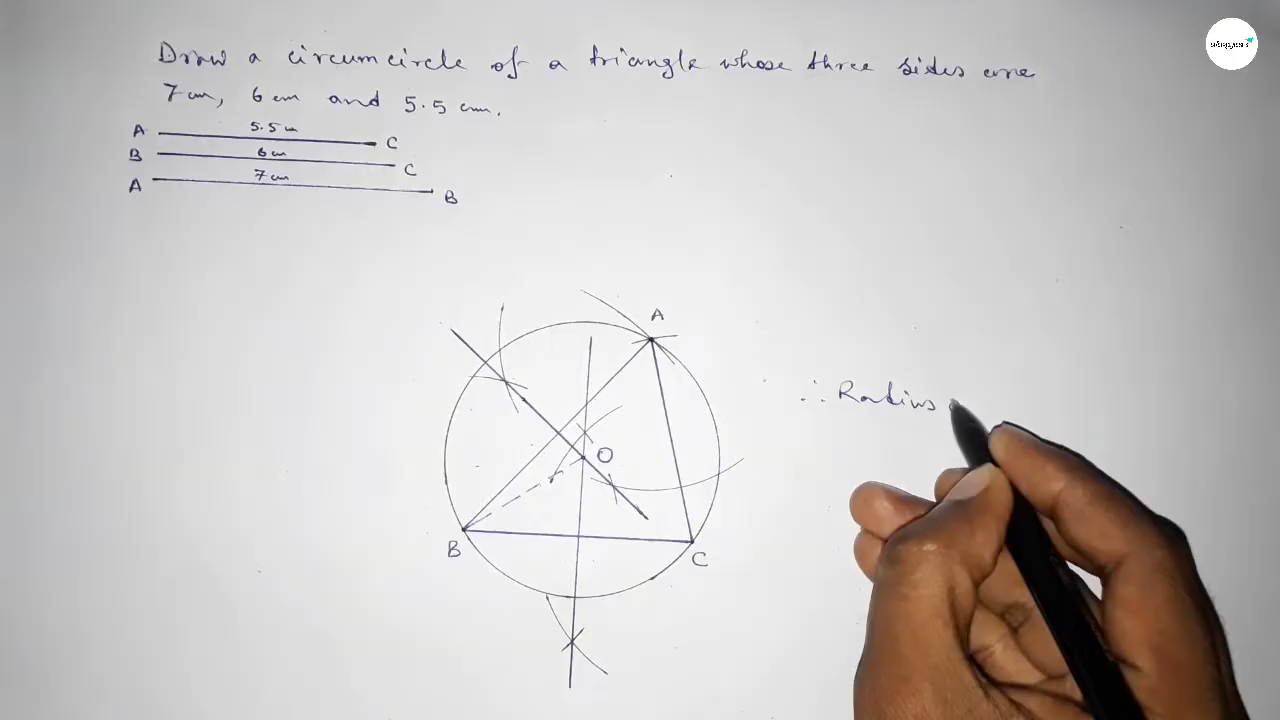 Draw a circumcircle of a triangle whose three sides are
7 cm, 6 cm and 5.5 cm.
A 5.5 cm C
B 6 cm C
A 7 cm B
A
O
B
C
∴ Radius